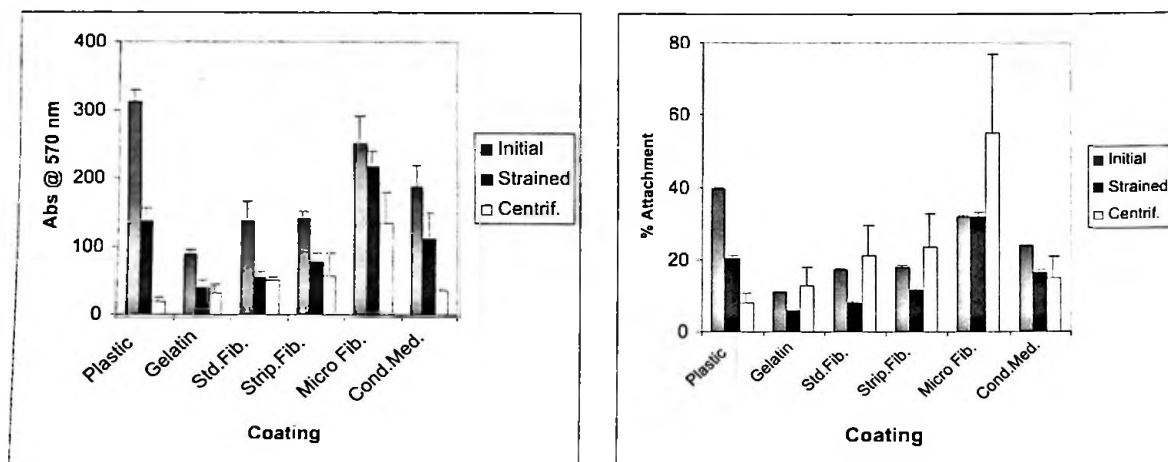 400
300
200
100
0
Abs @ 570 nm
Initial
Strained
Centrif.
Plastic
Gelatin
Std.Fib.
Strip.Fib.
Micro Fib.
Cond.Med.
Coating
80
60
40
20
0
% Attachment
Initial
Strained
Centrif.
Plastic
Gelatin
Std.Fib.
Strip.Fib.
Micro Fib.
Cond.Med.
Coating